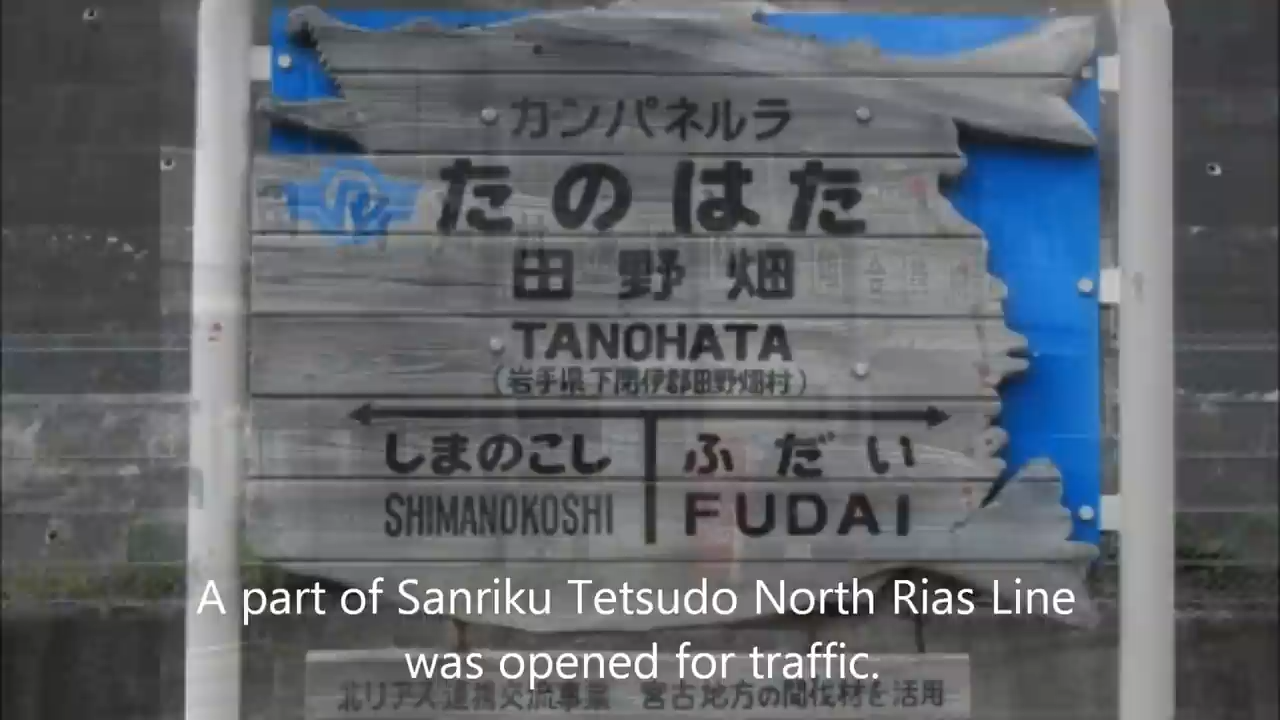 カンパネルラ
たのはた
田野畑
TANOHATA
（岩手県下閉伊郡田野畑村）
しまのこし ふだい
SHIMANOKOSHI FUDAI
A part of Sanriku Tetsudo North Rias Line
was opened for traffic.
北リアス連携交流事業 宮古地方の間伐材を活用